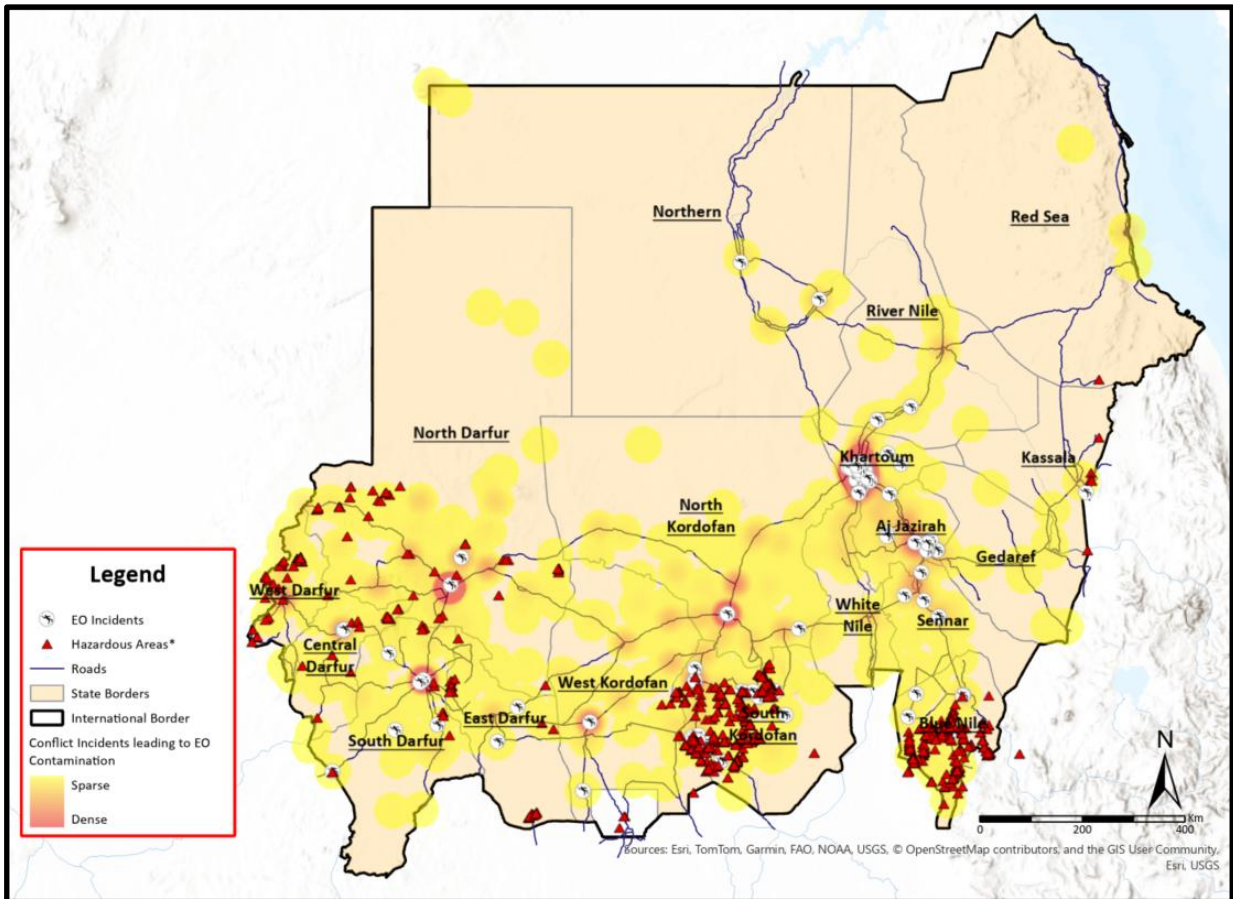 Northern
Red Sea
River Nile
North Darfur
Khartoum
Kassala
North
Kordofan
Aj Jazirah
Gedaref
West Darfur
White
Nile
Sennar
Central
Darfur
West Kordofan
East Darfur
South
Kordofan
Blue Nile
South Darfur
Legend
EO Incidents
Hazardous Areas*
Roads
State Borders
International Border
Conflict Incidents leading to EO
Contamination
Sparse
Dense
N
Km
0 200 400
Sources: Esri, TomTom, Garmin, FAO, NOAA, USGS, © OpenStreetMap contributors, and the GIS User Community,
Esri, USGS